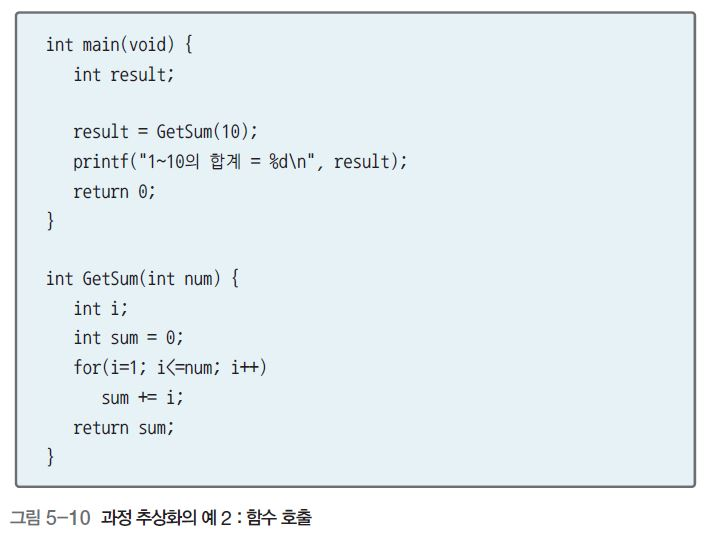 int main(void) {
int result;
result = GetSum(10);
printf("1~10의 합계 = %d\n", result);
return 0;
}
int GetSum(int num) {
int i;
int sum = 0;
for(i=1; i<=num; i++)
sum += i;
return sum;
}
그림 5-10 과정 추상화의 예 2 : 함수 호출